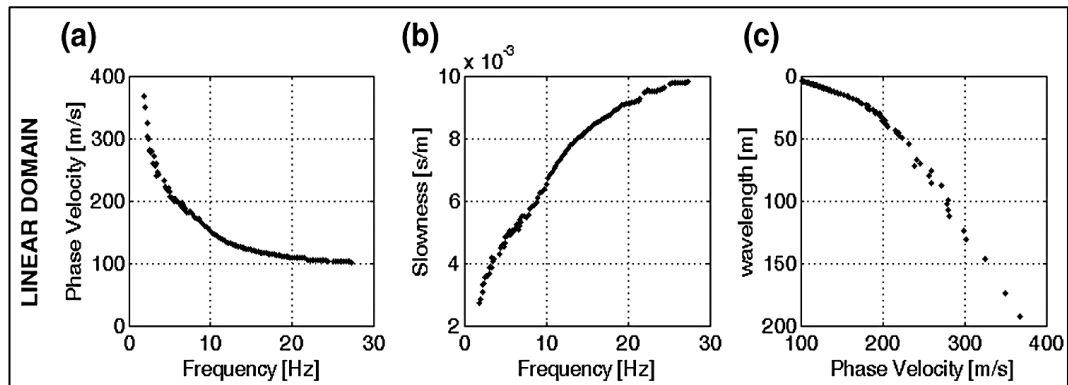 LINEAR DOMAIN
(a)
Phase Velocity [m/s]
400
300
200
100
0
0
10
20
30
Frequency [Hz]
(b)
x 10⁻³
Slowness [s/m]
10
8
6
4
2
0
10
20
30
Frequency [Hz]
(c)
wavelength [m]
0
50
100
150
200
100
200
300
400
Phase Velocity [m/s]